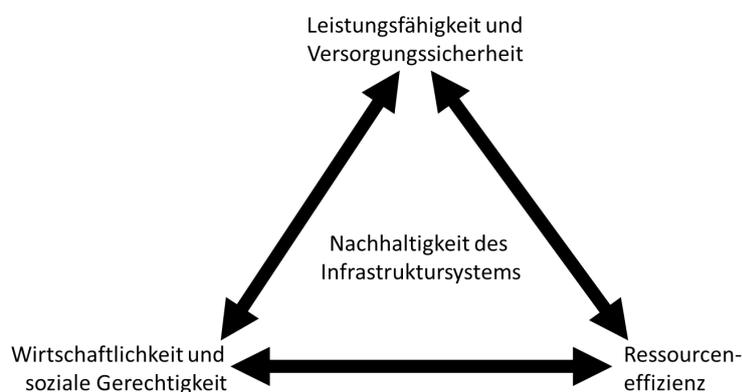 Leistungsfähigkeit und
Versorgungssicherheit
Nachhaltigkeit des
Infrastruktursystems
Wirtschaftlichkeit und
soziale Gerechtigkeit
Ressourcen-
effizienz